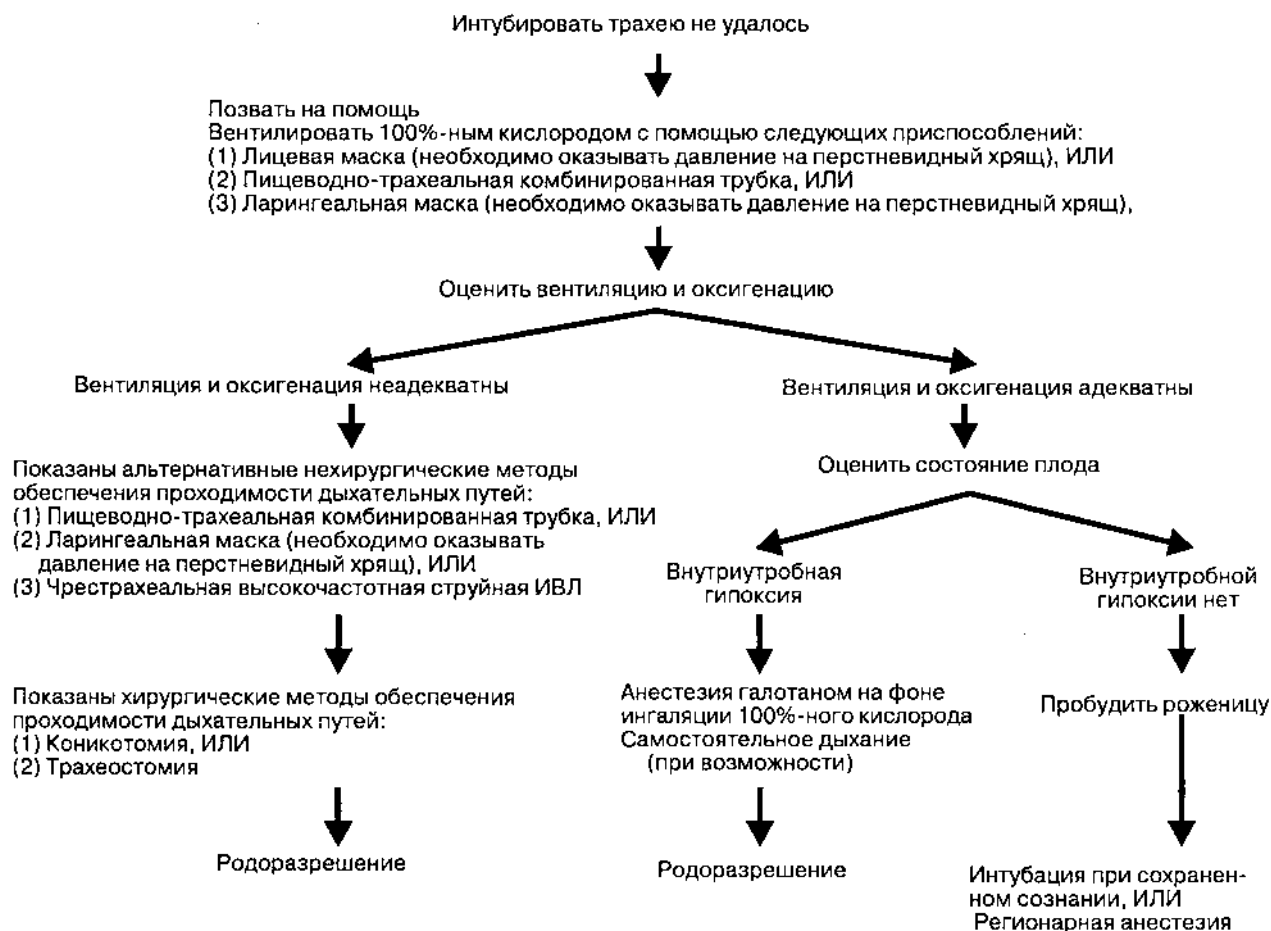 Интубировать трахею не удалось
Позвать на помощь
Вентилировать 100%-ным кислородом с помощью следующих приспособлений:
(1) Лицевая маска (необходимо оказывать давление на перстневидный хрящ), ИЛИ
(2) Пищеводно-трахеальная комбинированная трубка, ИЛИ
(3) Ларингеальная маска (необходимо оказывать давление на перстневидный хрящ),
Оценить вентиляцию и оксигенацию
Вентиляция и оксигенация неадекватны
Показаны альтернативные нехирургические методы
обеспечения проходимости дыхательных путей:
(1) Пищеводно-трахеальная комбинированная трубка, ИЛИ
(2) Ларингеальная маска (необходимо оказывать
давление на перстневидный хрящ), ИЛИ
(3) Чрестрахеальная высокочастотная струйная ИВЛ
Показаны хирургические методы обеспечения
проходимости дыхательных путей:
(1) Коникотомия, ИЛИ
(2) Трахеостомия
Родоразрешение
Вентиляция и оксигенация адекватны
Оценить состояние плода
Внутриутробная
гипоксия
Анестезия галотаном на фоне
ингаляции 100%-ного кислорода
Самостоятельное дыхание
(при возможности)
Родоразрешение
Внутриутробной
гипоксии нет
Пробудить роженицу
Интубация при сохранен-
ном сознании, ИЛИ
Регионарная анестезия